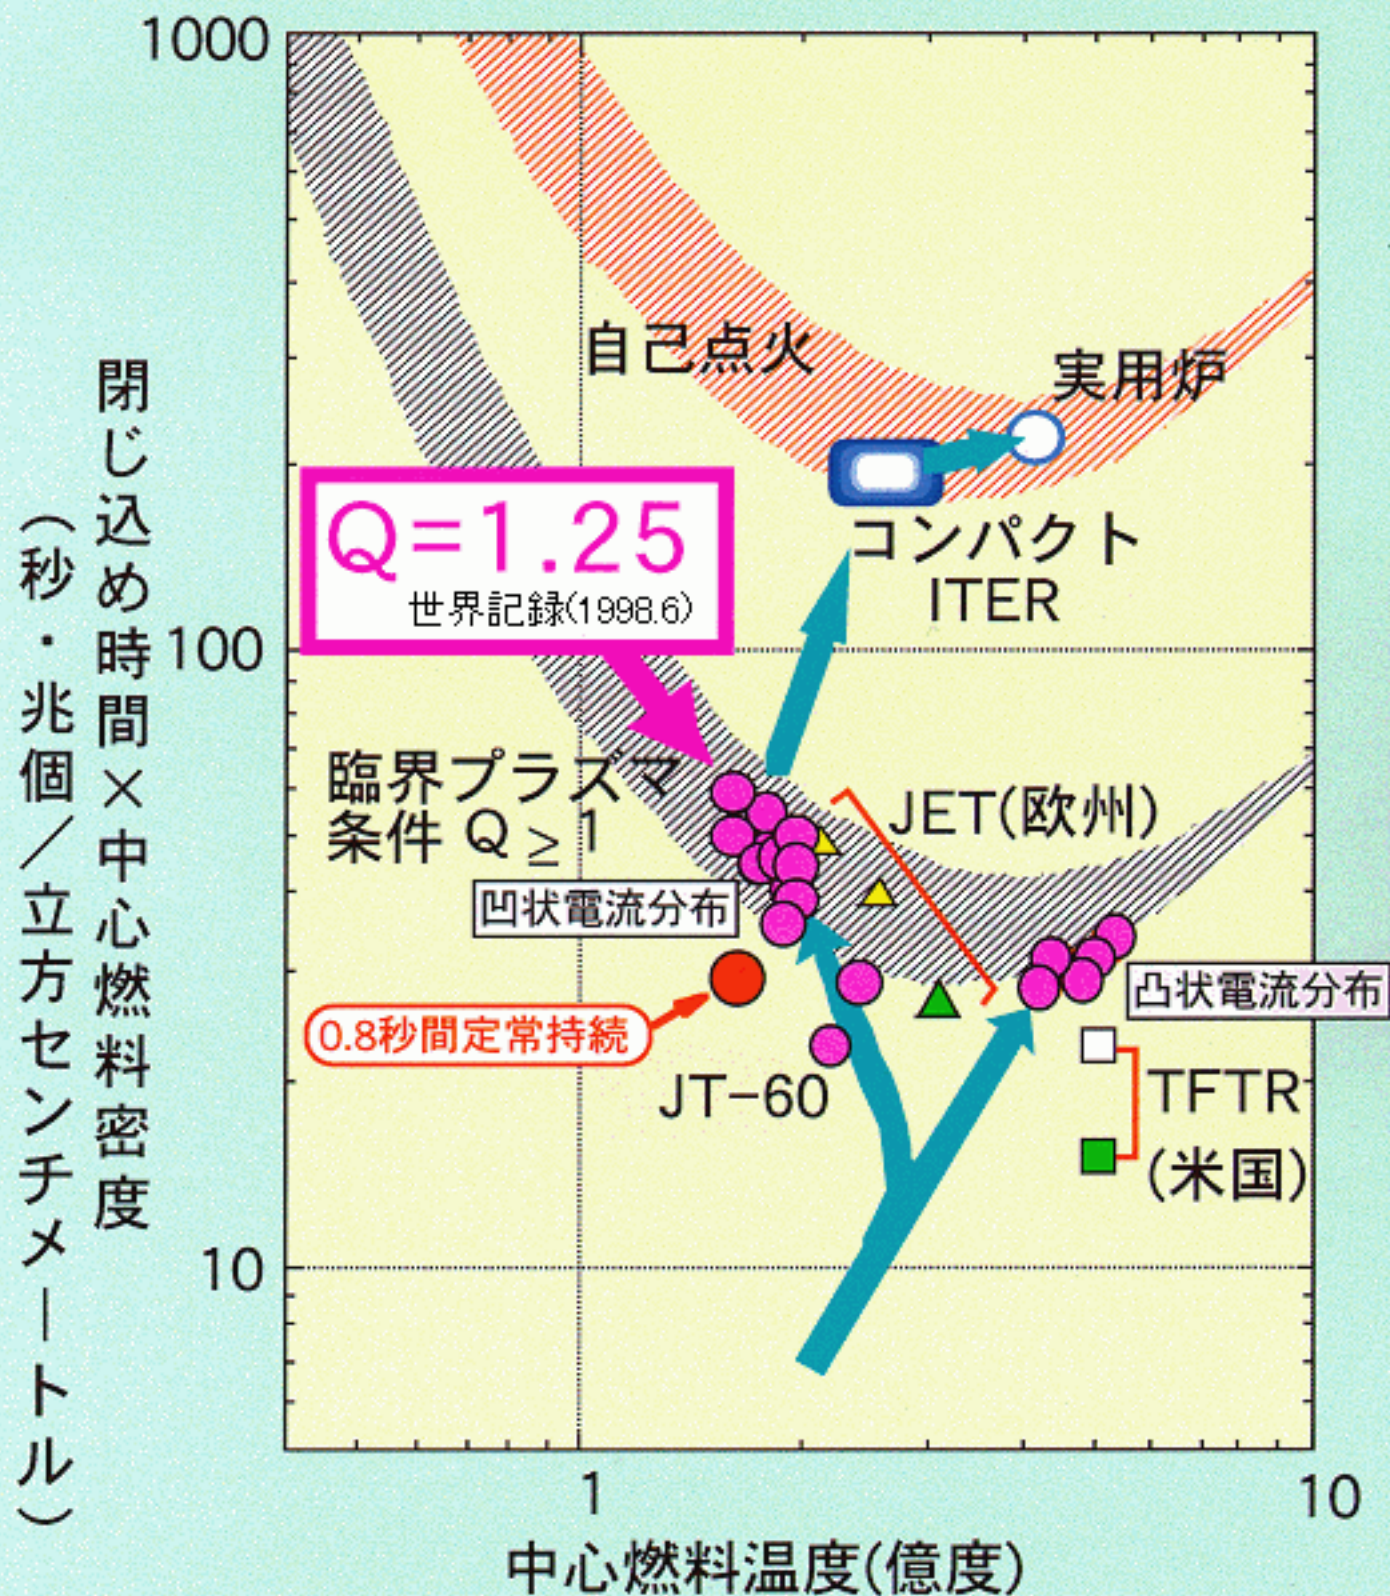 1000
100
10
閉じ込め時間×中心燃料密度
（秒・兆個／立方センチメートル）
自己点火
実用炉
Q=1.25
世界記録(1998.6)
コンパクト
ITER
臨界プラズマ
条件 Q ≥ 1
JET(欧州)
凹状電流分布
凸状電流分布
0.8秒間定常持続
JT-60
TFTR
(米国)
1
10
中心燃料温度(億度)